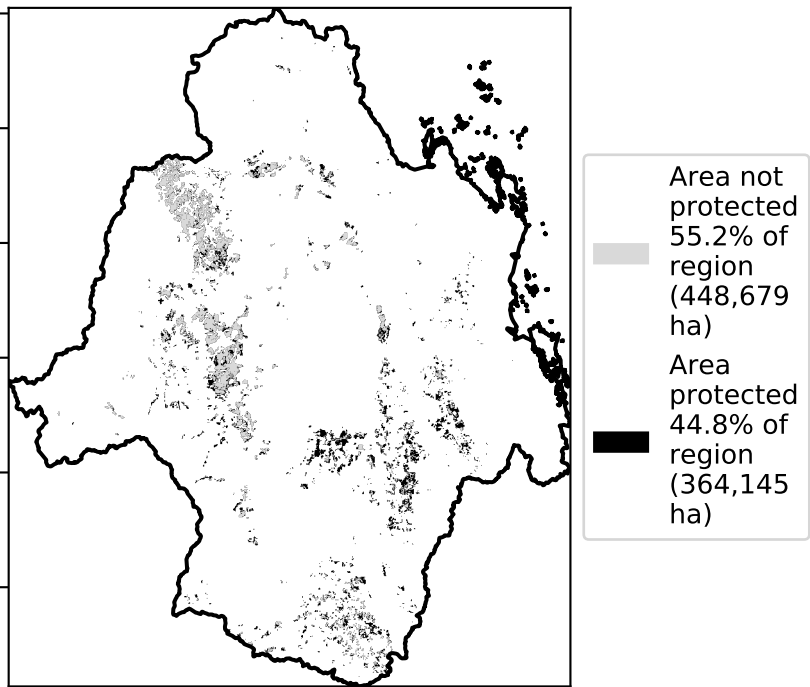 Area not
protected
55.2% of
region
(448,679
ha)
Area
protected
44.8% of
region
(364,145
ha)